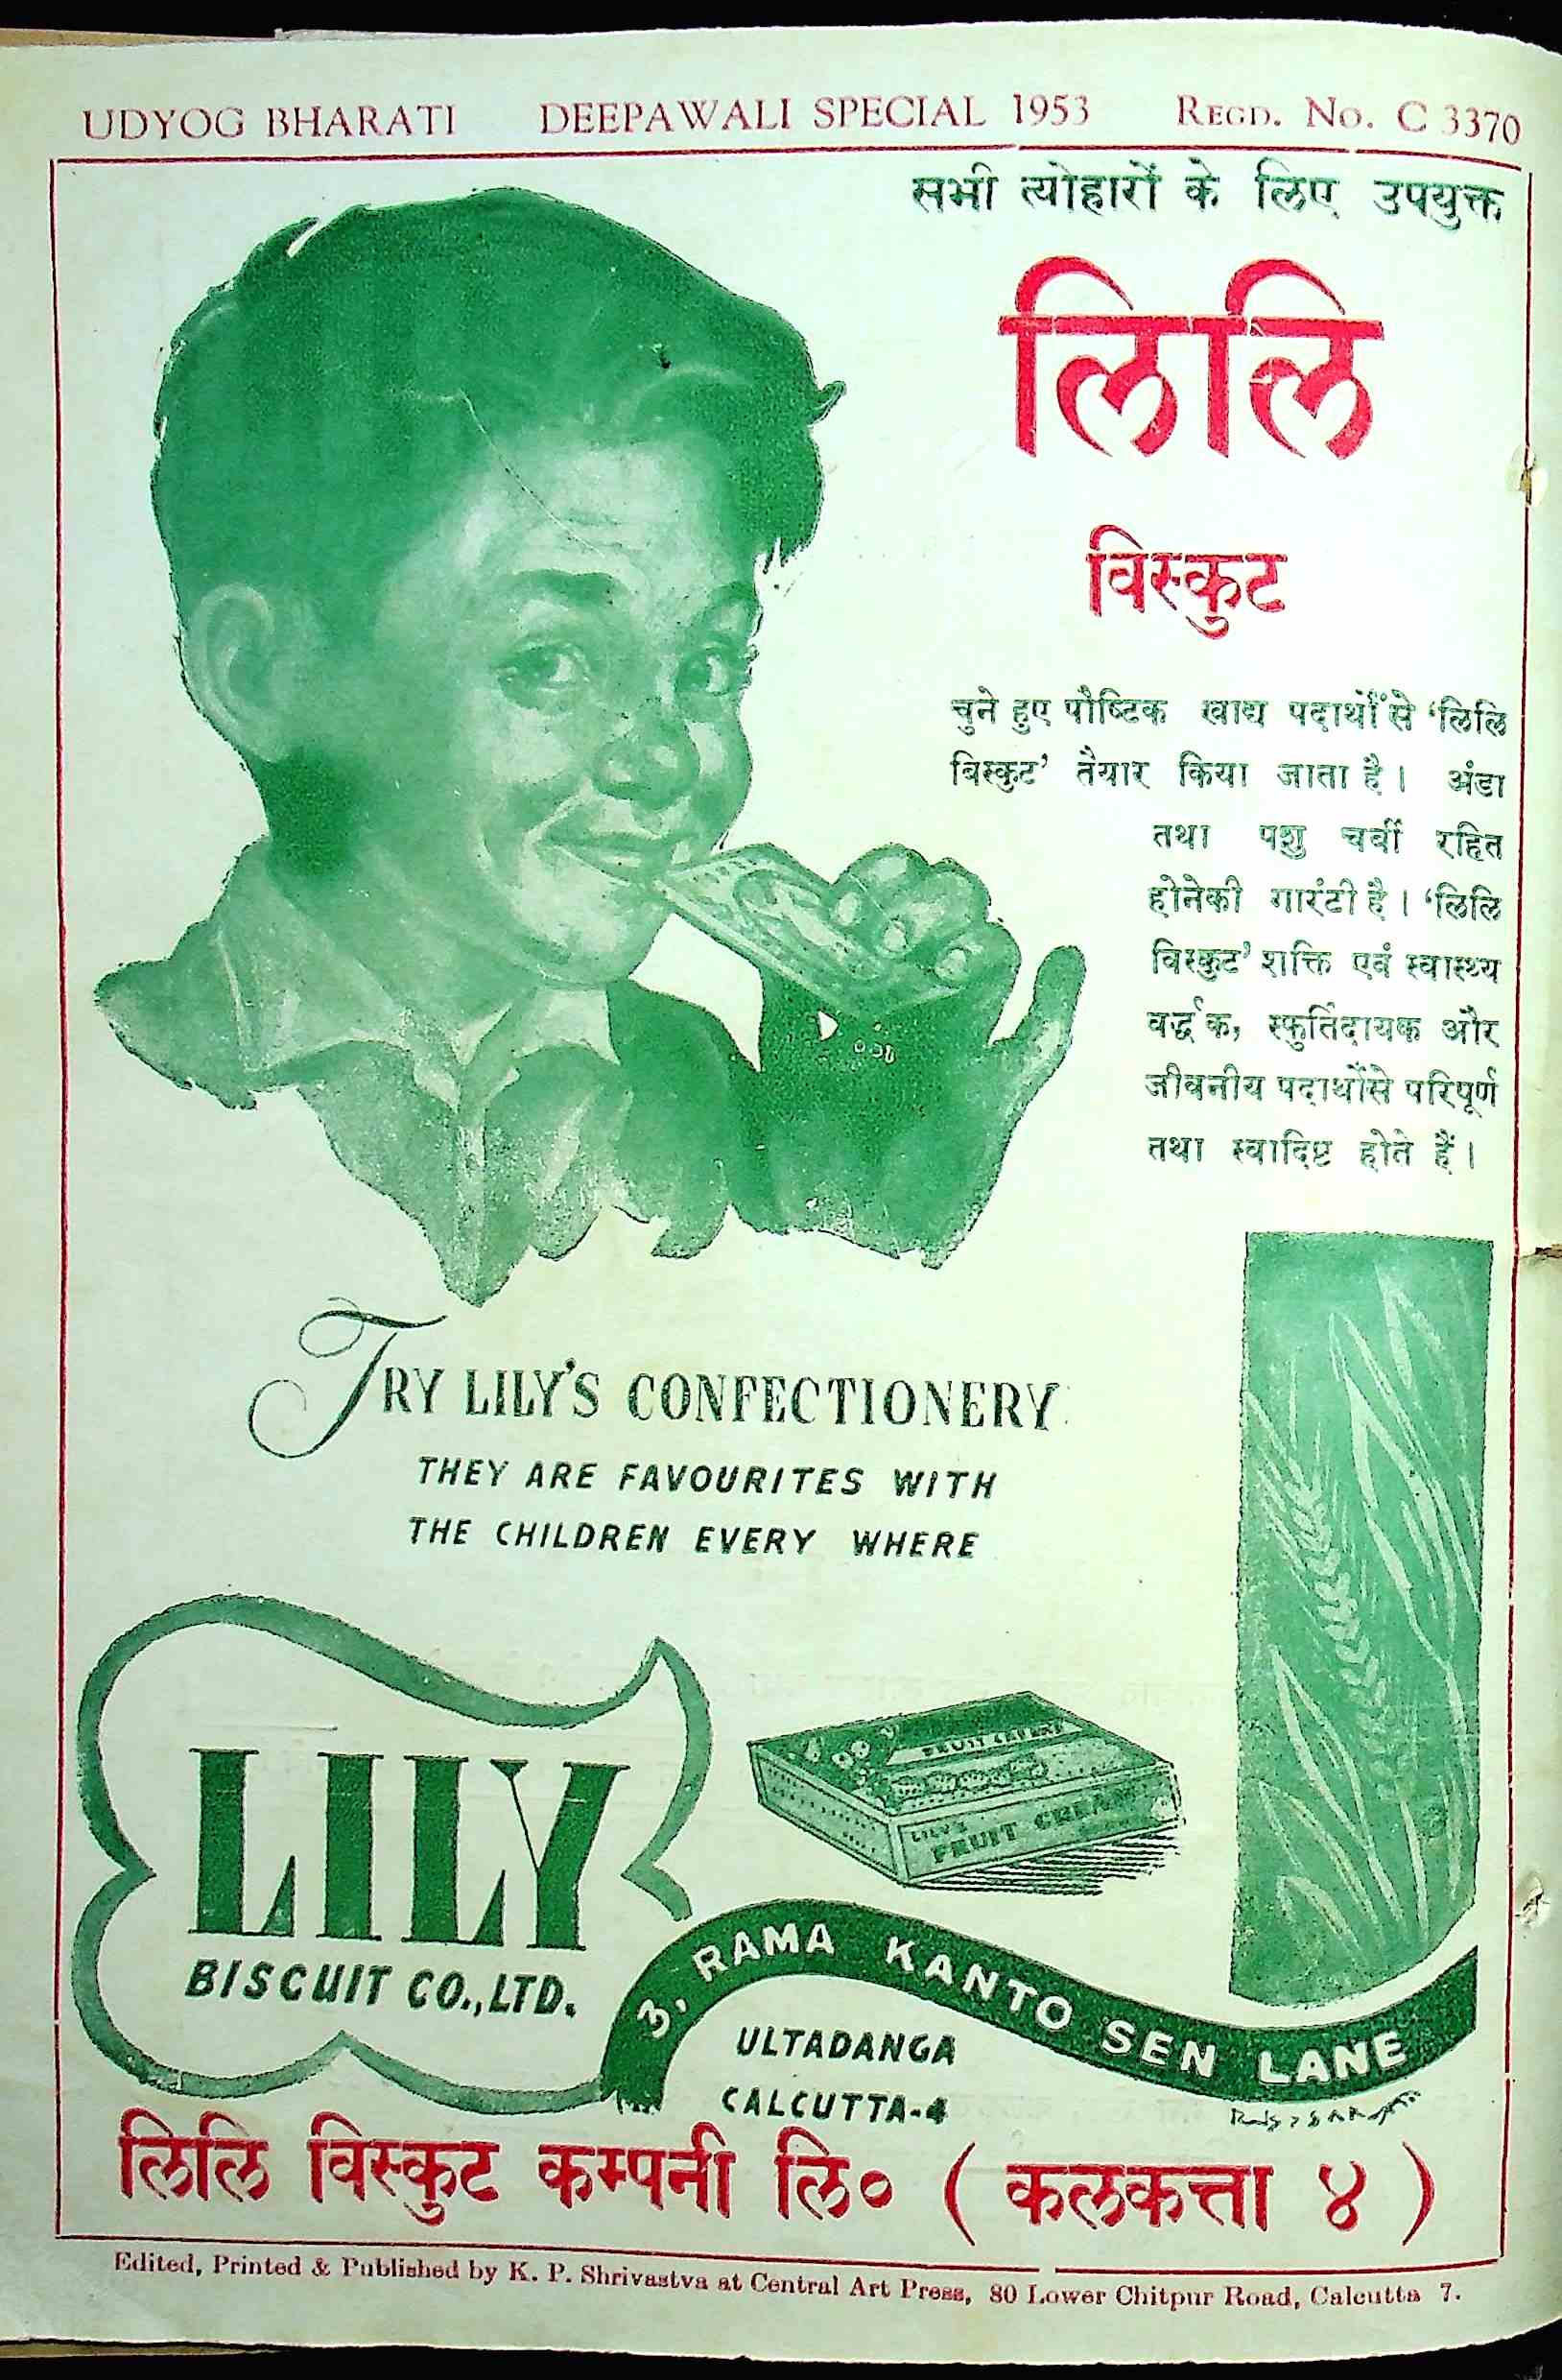 UDYOG BHARATI DEEPAWALI SPECIAL 1953 REGD. NO. C 3370
सभी त्योहारों के लिए उपयुक्त
लिलि
विस्कुट
चुने हुए पौष्टिक खाद्य पदार्थों से ‘लिलि
बिस्कुट’ तैयार किया जाता है। अंडा
तथा पशु चर्बी रहित
होनेकी गारंटी है। ‘लिलि
विस्कुट’ शक्ति एवं स्वास्थ्य
वर्द्धक, स्फुर्तिदायक और
जीवनीय पदार्थोंसे परिपूर्ण
तथा स्वादिष्ट होते हैं।
TRY LILY'S CONFECTIONERY
THEY ARE FAVOURITES WITH
THE CHILDREN EVERY WHERE
FRUIT CREAMS
LILY'S
FRUIT CREAM
LILY
BISCUIT CO., LTD.
3, RAMA KANTO SEN LANE
ULTADANGA
CALCUTTA-4
लिलि विस्कुट कम्पनी लि० ( कलकत्ता ४ )
Edited, Printed & Published by K. P. Shrivastva at Central Art Press, 80 Lower Chitpur Road, Calcutta 7.